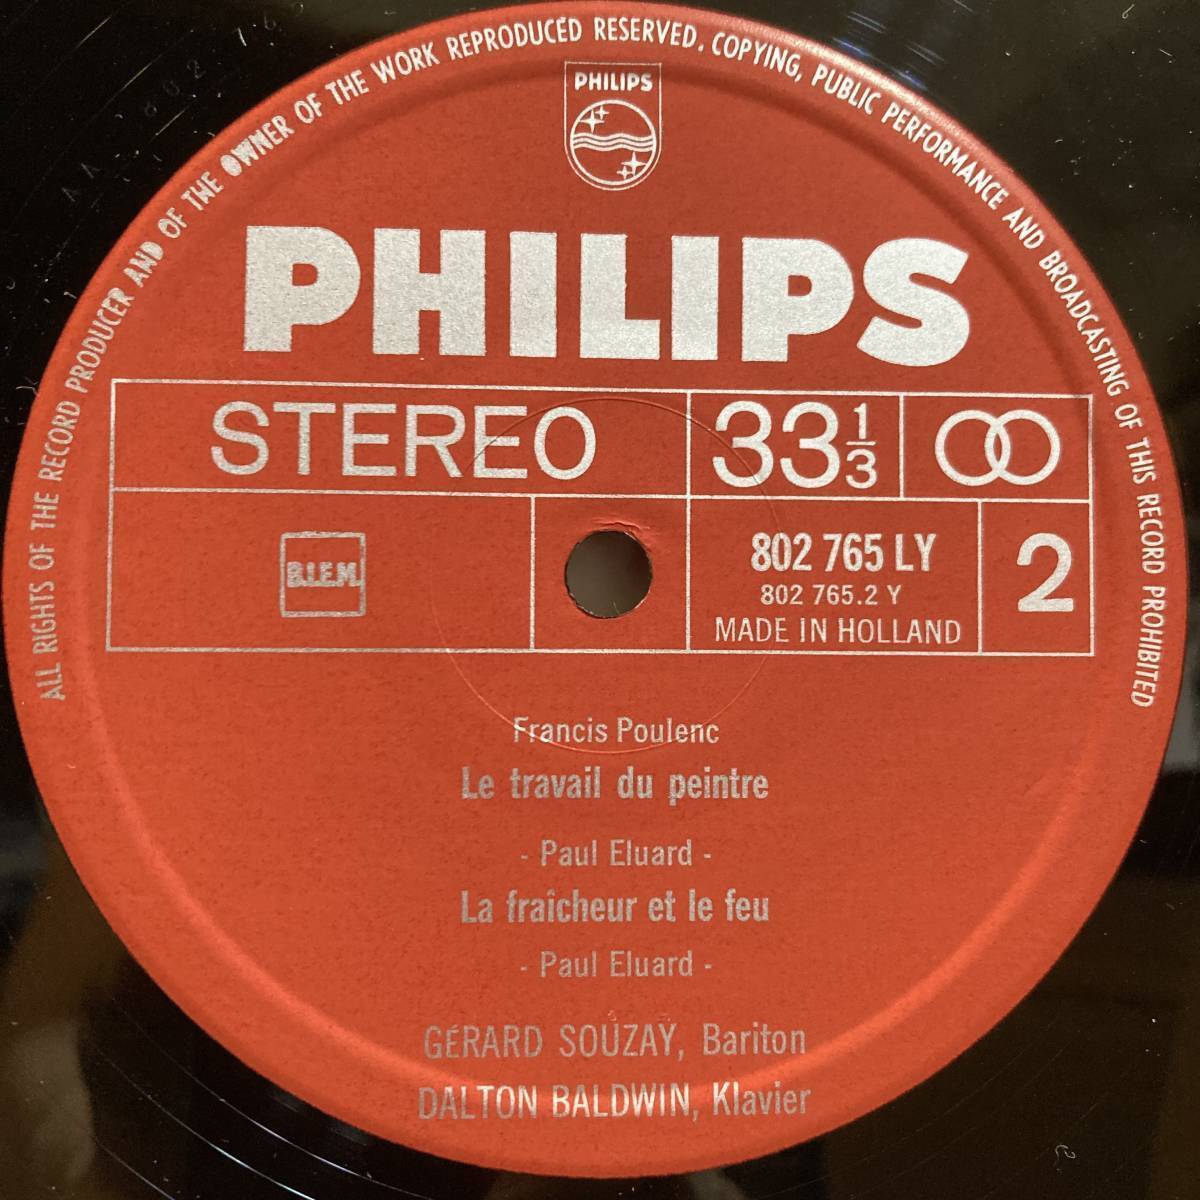 ALL RIGHTS OF THE RECORD PRODUCER AND OF THE OWNER OF THE WORK REPRODUCED RESERVED. COPYING, PUBLIC PERFORMANCE AND BROADCASTING OF THIS RECORD PROHIBITED
PHILIPS
PHILIPS
STEREO
33 1/3
B.I.E.M.
802 765 LY
802 765.2 Y
MADE IN HOLLAND
2
Francis Poulenc
Le travail du peintre
- Paul Eluard -
La fraîcheur et le feu
- Paul Eluard -
GÉRARD SOUZAY, Bariton
DALTON BALDWIN, Klavier